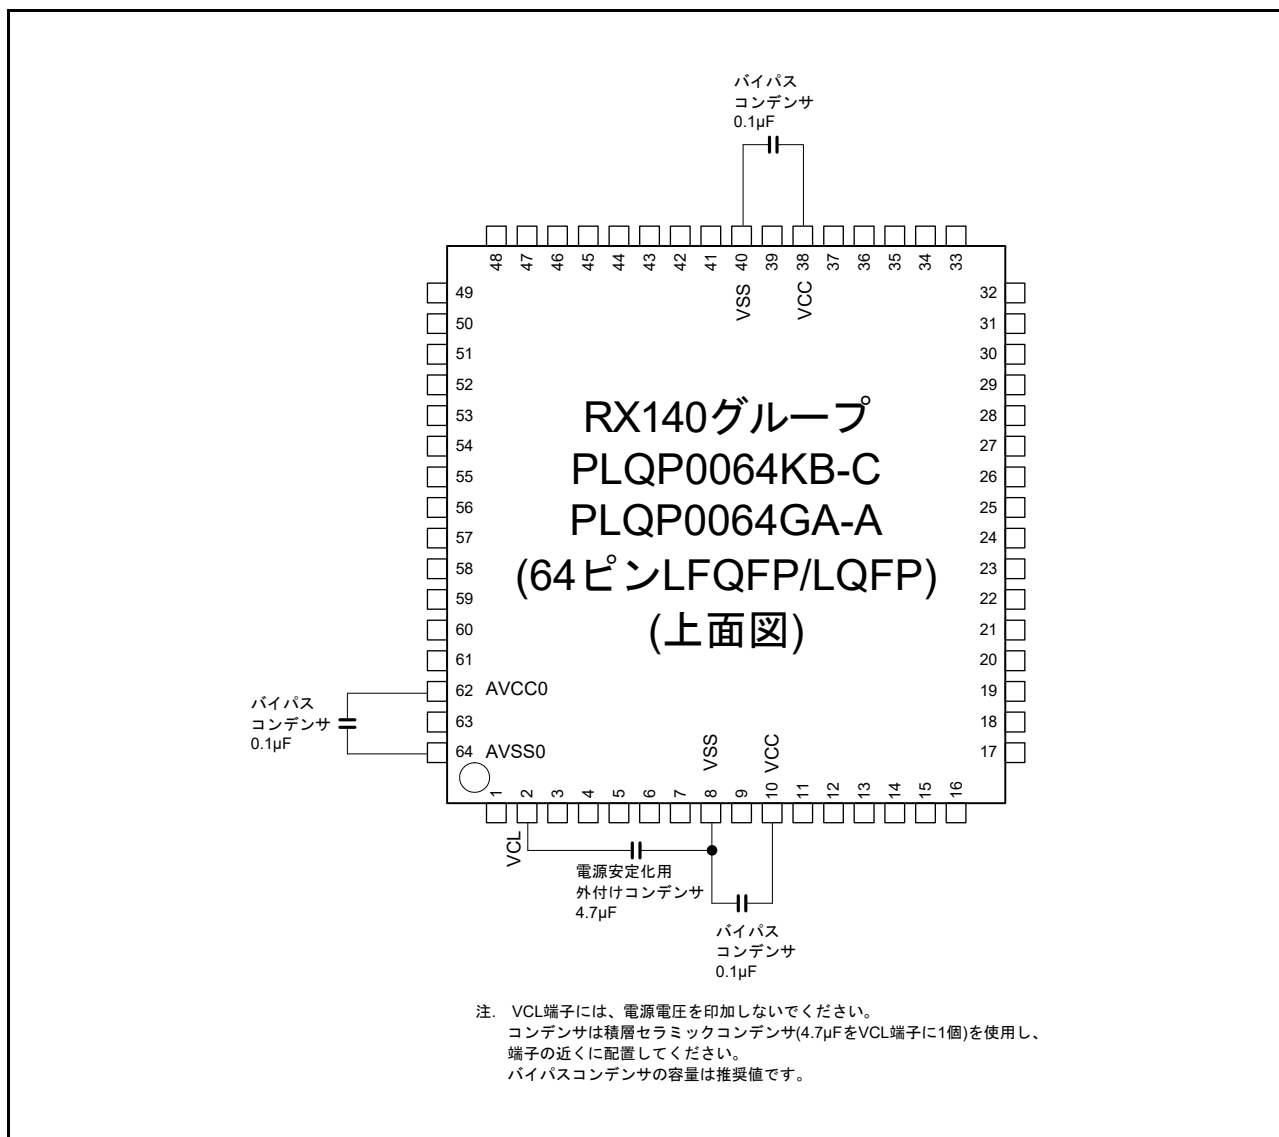 バイパス
コンデンサ
0.1μF
48 47 46 45 44 43 42 41 40 39 38 37 36 35 34 33
VSS VCC
49
50
51
52
53
54
55
56
57
58
59
60
61
62 AVCC0
63
64 AVSS0
32
31
30
29
28
27
26
25
24
23
22
21
20
19
18
17
RX140グループ
PLQP0064KB-C
PLQP0064GA-A
(64ピンLFQFP/LQFP)
(上面図)
バイパス
コンデンサ
0.1μF
VSS VCC
1 2 3 4 5 6 7 8 9 10 11 12 13 14 15 16
VCL
電源安定化用
外付けコンデンサ
4.7μF
バイパス
コンデンサ
0.1μF
注. VCL端子には、電源電圧を印加しないでください。
コンデンサは積層セラミックコンデンサ(4.7μFをVCL端子に1個)を使用し、
端子の近くに配置してください。
バイパスコンデンサの容量は推奨値です。